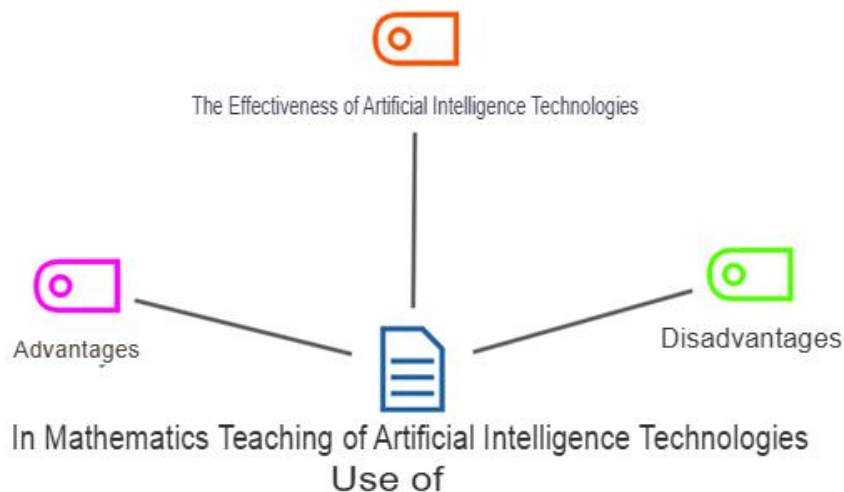 The Effectiveness of Artificial Intelligence Technologies
Advantages
Disadvantages
In Mathematics Teaching of Artificial Intelligence Technologies
Use of